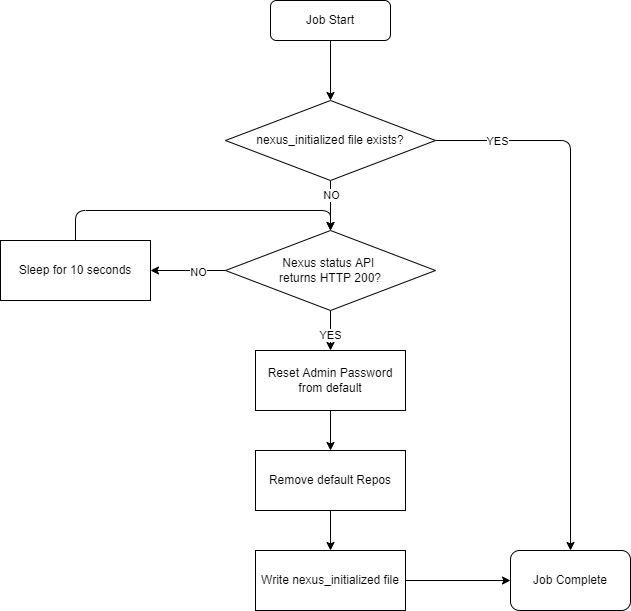 Job Start
nexus_initialized file exists?
YES
NO
Nexus status API
returns HTTP 200?
NO
Sleep for 10 seconds
YES
Reset Admin Password
from default
Remove default Repos
Write nexus_initialized file
Job Complete